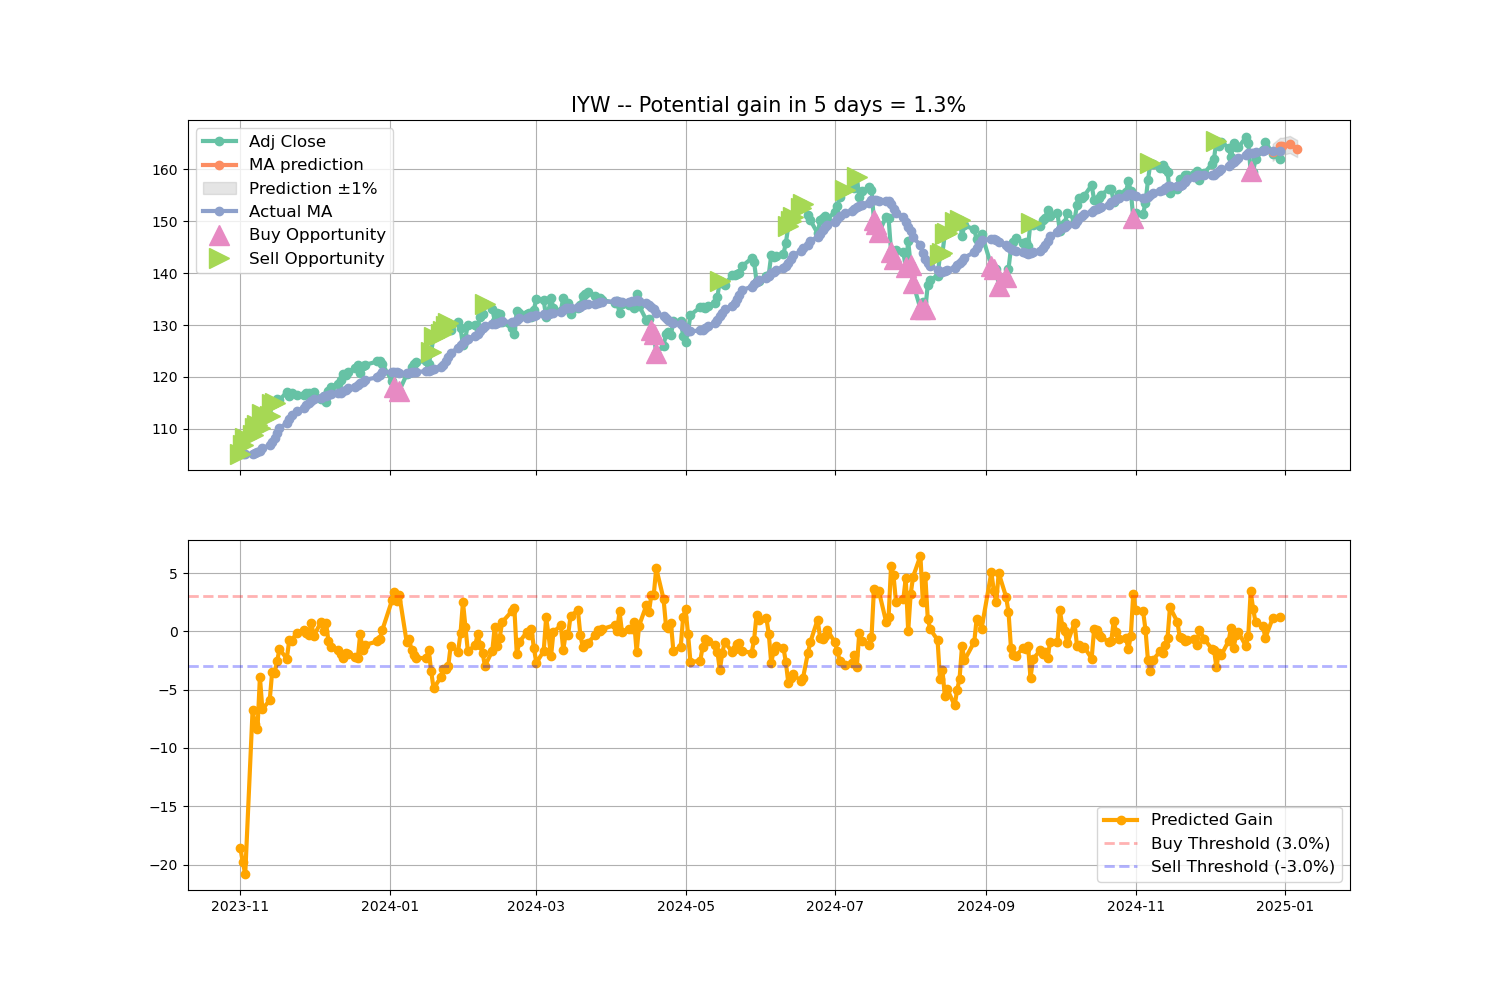 IYW -- Potential gain in 5 days = 1.3%
Adj Close
MA prediction
Prediction ±1%
Actual MA
Buy Opportunity
Sell Opportunity
160
150
140
130
120
110
5
0
−5
−10
−15
−20
Predicted Gain
Buy Threshold (3.0%)
Sell Threshold (-3.0%)
2023-11 2024-01 2024-03 2024-05 2024-07 2024-09 2024-11 2025-01